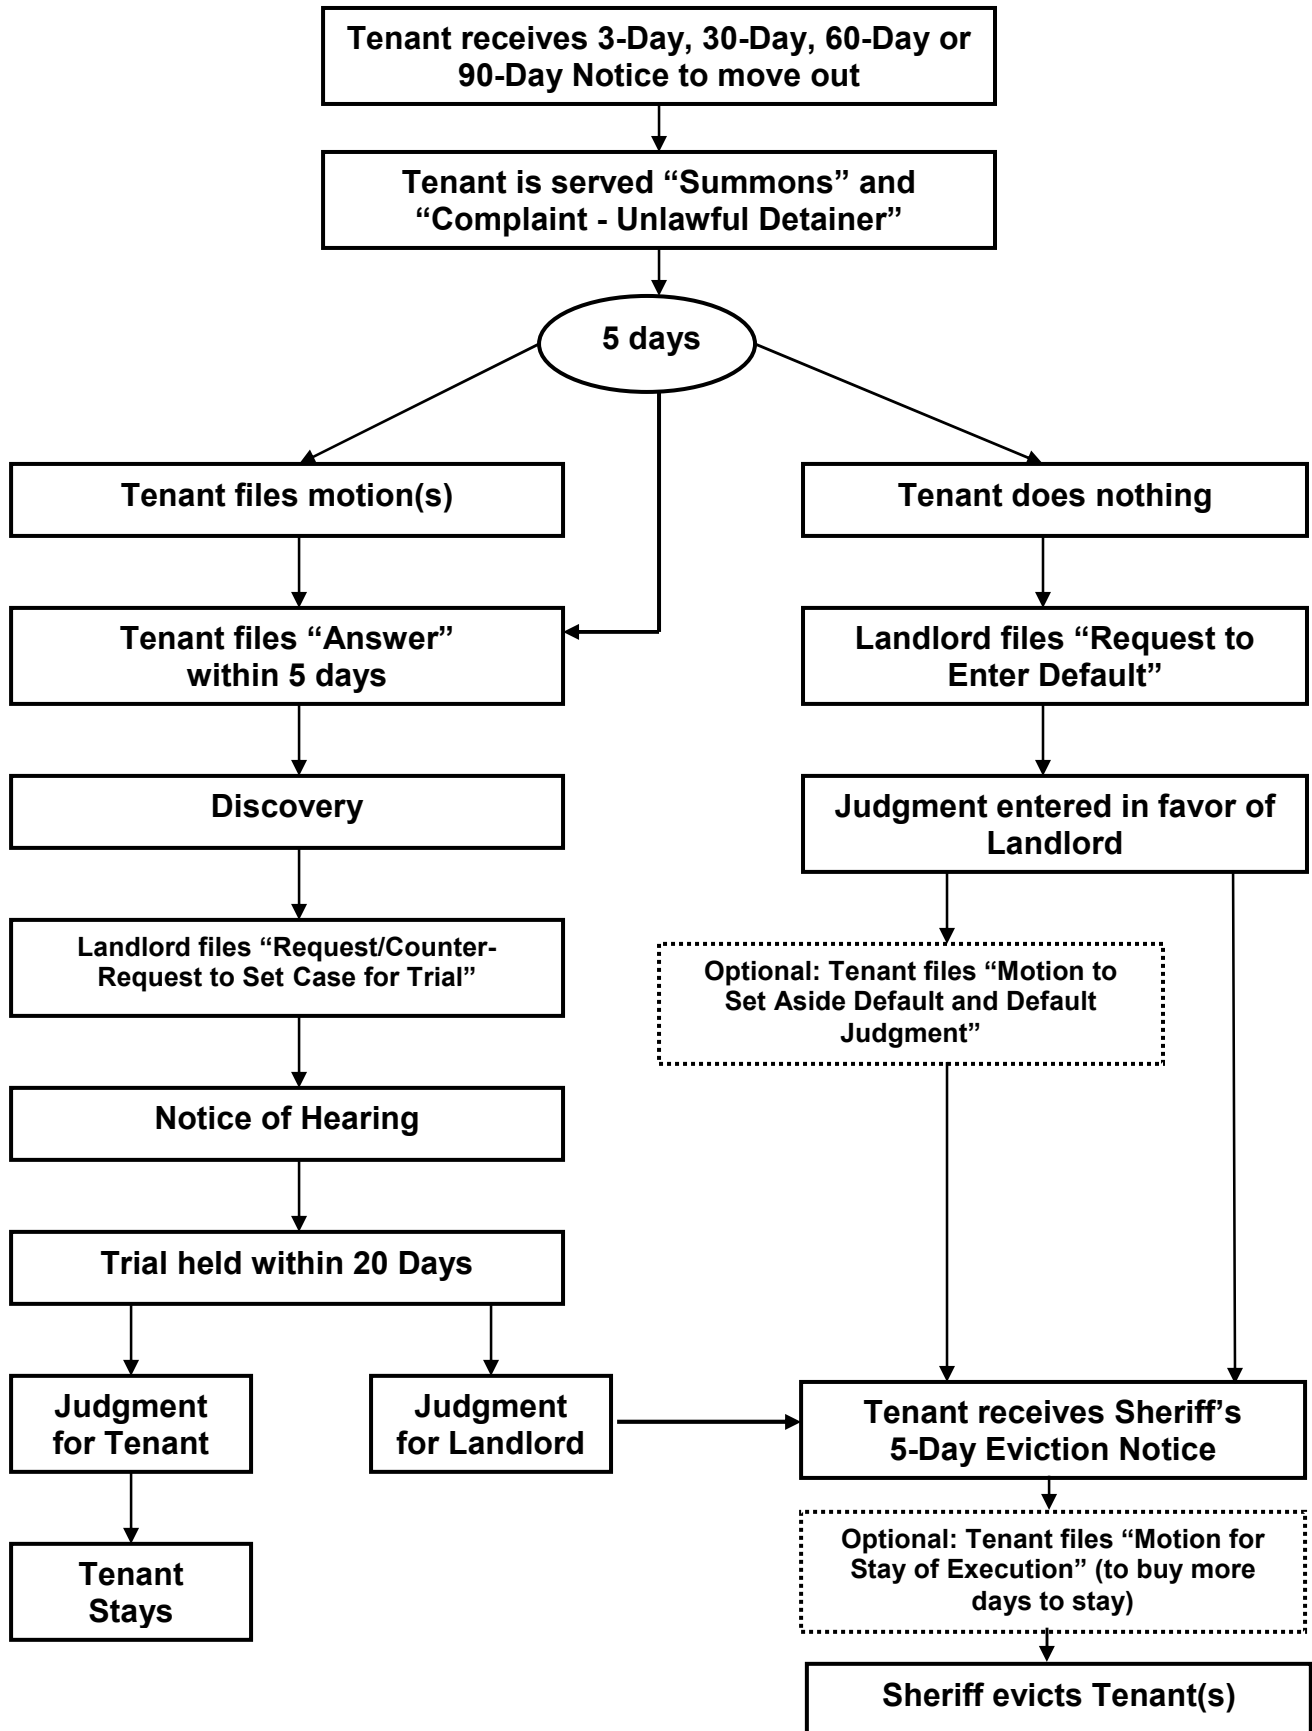 Tenant receives 3-Day, 30-Day, 60-Day or
90-Day Notice to move out
Tenant is served “Summons” and
“Complaint - Unlawful Detainer”
5 days
Tenant files motion(s)
Tenant does nothing
Tenant files “Answer”
within 5 days
Landlord files “Request to
Enter Default”
Discovery
Judgment entered in favor of
Landlord
Landlord files “Request/Counter-
Request to Set Case for Trial”
Optional: Tenant files “Motion to
Set Aside Default and Default
Judgment”
Notice of Hearing
Trial held within 20 Days
Judgment
for Tenant
Judgment
for Landlord
Tenant receives Sheriff’s
5-Day Eviction Notice
Tenant
Stays
Optional: Tenant files “Motion for
Stay of Execution” (to buy more
days to stay)
Sheriff evicts Tenant(s)